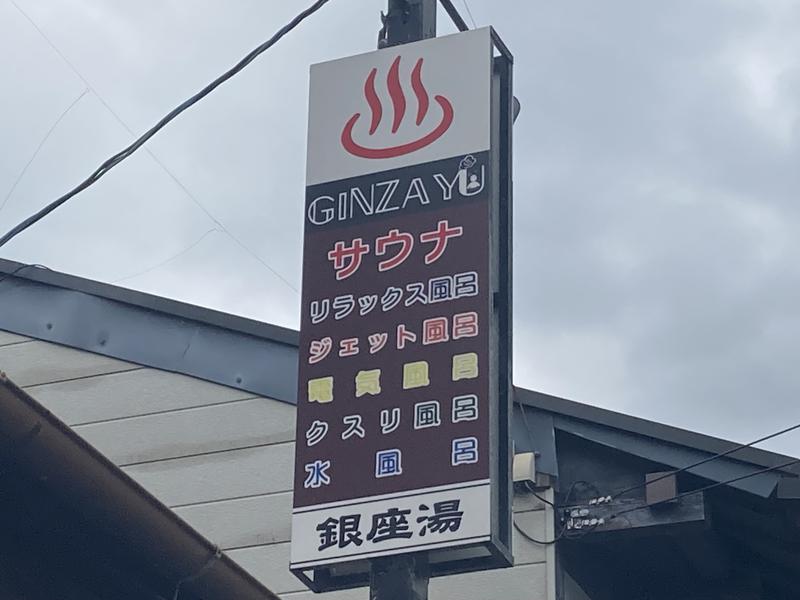 GINZA YU
サウナ
リラックス風呂
ジェット風呂
電気風呂
クスリ風呂
水風呂
銀座湯